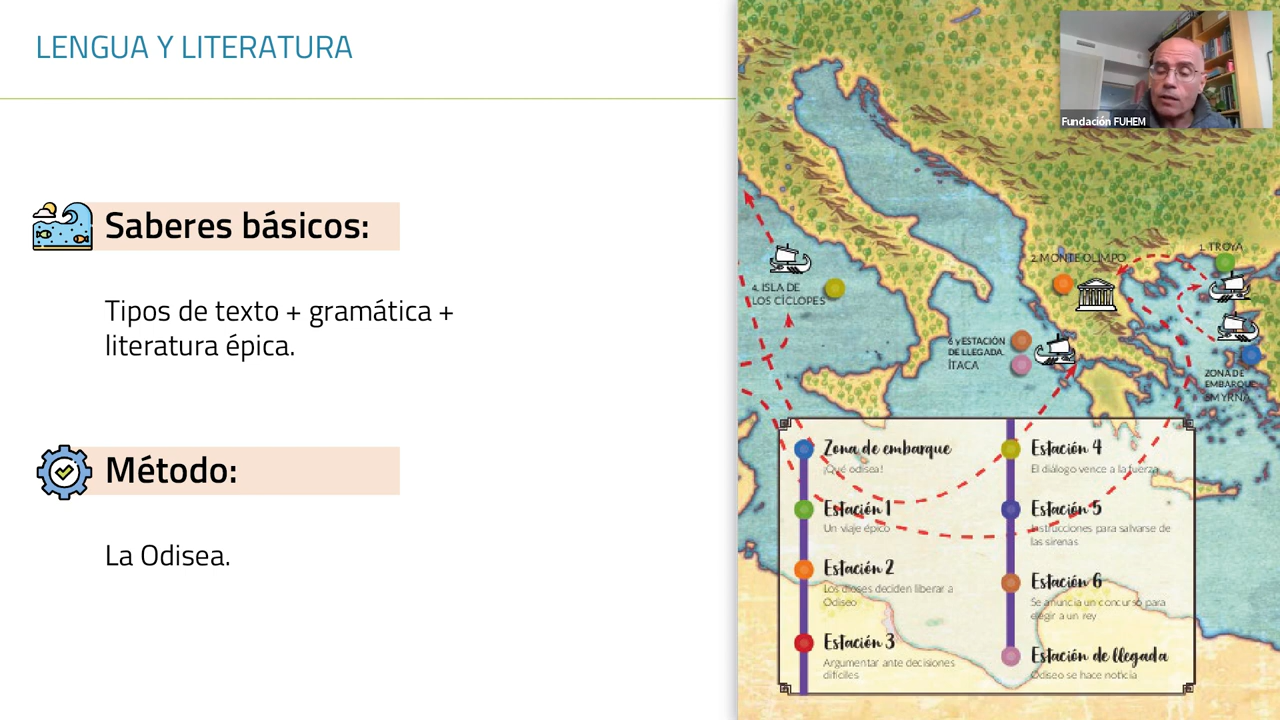 LENGUA Y LITERATURA
Saberes básicos:
Tipos de texto + gramática +
literatura épica.
Método:
La Odisea.
Fundación FUHEM
1. TROYA
2. MONTE OLIMPO
4. ISLA DE
LOS CÍCLOPES
6 y ESTACIÓN
DE LLEGADA.
ÍTACA
ZONA DE
EMBARQUE
SMYRNA
Zona de embarque
¡Qué odisea!
Estación 1
Un viaje épico
Estación 2
Los dioses deciden liberar a
Odiseo
Estación 3
Argumentar ante decisiones
difíciles
Estación 4
El diálogo vence a la fuerza
Estación 5
Instrucciones para salvarse de
las sirenas
Estación 6
Se anuncia un concurso para
elegir a un rey
Estación de llegada
Odiseo se hace noticia